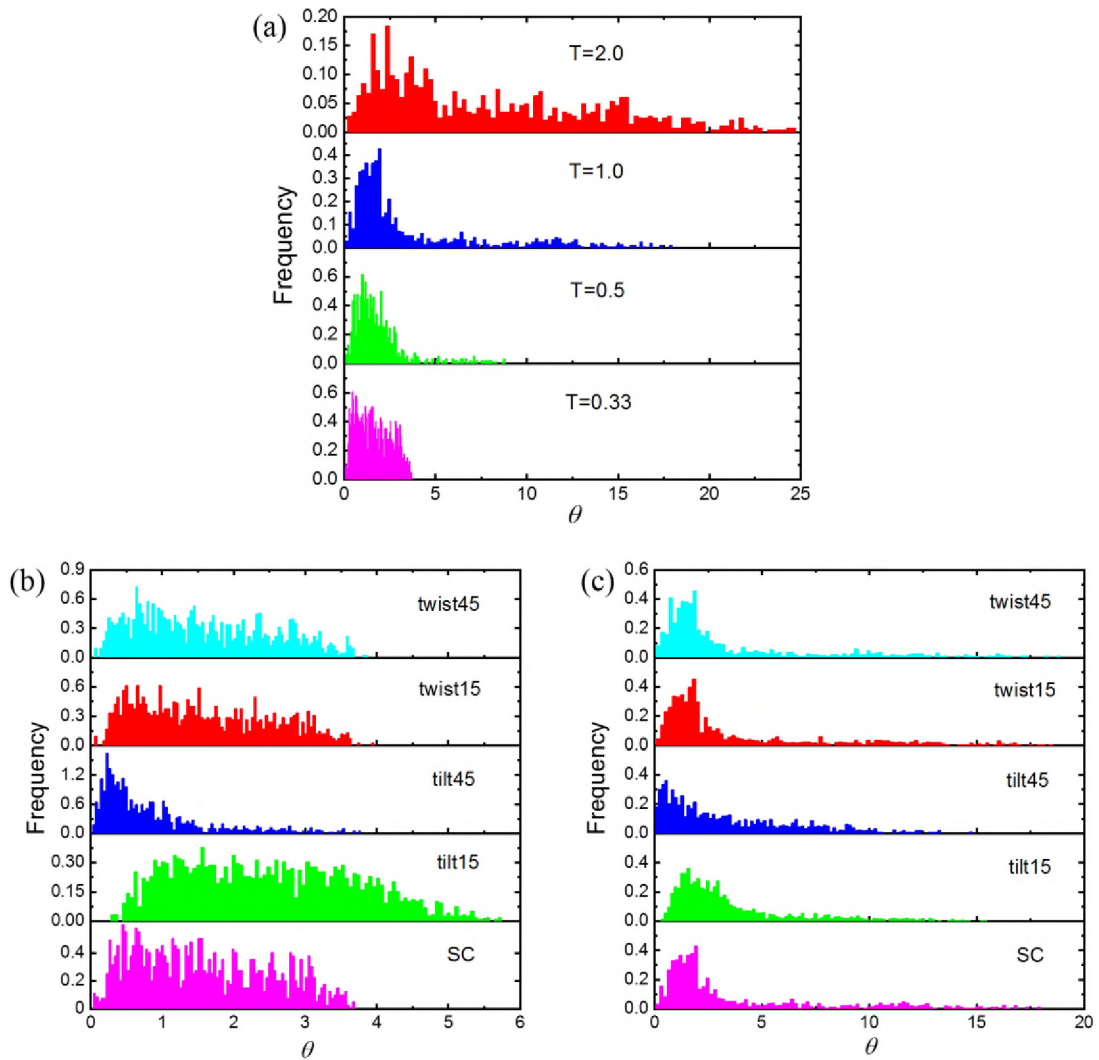 (a)
0.20
0.15
0.10
0.05
0.00
T=2.0
0.4
0.3
0.1
0.0
T=1.0
0.6
0.4
0.2
0.0
T=0.5
0.6
0.4
0.2
0.0
T=0.33
Frequency
0 5 10 15 20 25
θ
(b)
0.9
0.6
0.3
0.0
twist45
0.6
0.3
0.0
twist15
1.2
0.6
0.0
tilt45
0.30
0.15
0.00
tilt15
0.4
0.2
0.0
SC
Frequency
0 1 2 3 4 5 6
θ
(c)
0.6
0.4
0.2
0.0
twist45
0.4
0.2
0.0
twist15
0.4
0.2
0.0
tilt45
0.4
0.2
0.0
tilt15
0.4
0.2
0.0
SC
Frequency
0 5 10 15 20
θ